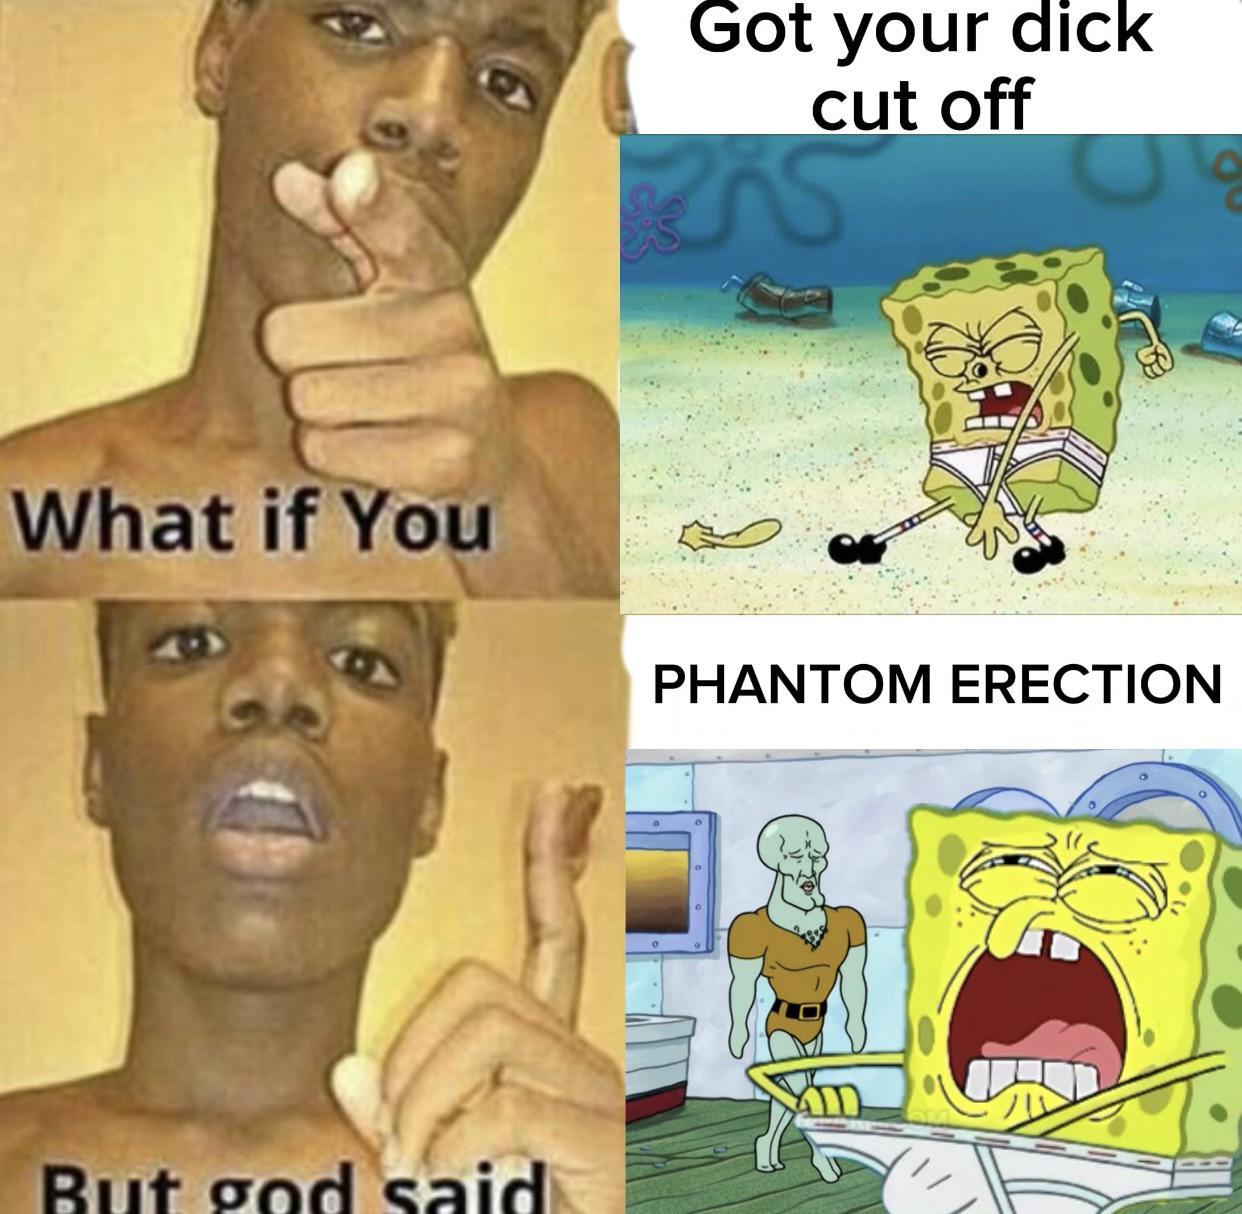 Got your dick
cut off
What if You
PHANTOM ERECTION
But god said